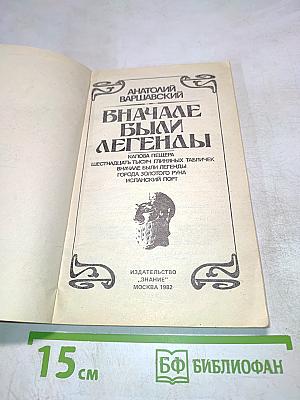 АНАТОЛИЙ
ВАРШАВСКИЙ
ВНАЧАЛЕ
БЫЛИ
ЛЕГЕНДЫ
КАПОВА ПЕЩЕРА
ШЕСТНАДЦАТЬ ТЫСЯЧ ГЛИНЯНЫХ ТАБЛИЧЕК
ВНАЧАЛЕ БЫЛИ ЛЕГЕНДЫ
ГОРОДА ЗОЛОТОГО РУНА
ИСПАНСКИЙ ПОРТ
ИЗДАТЕЛЬСТВО
„ЗНАНИЕ"
МОСКВА 1982
15 см
БФ БИБЛИОФАН